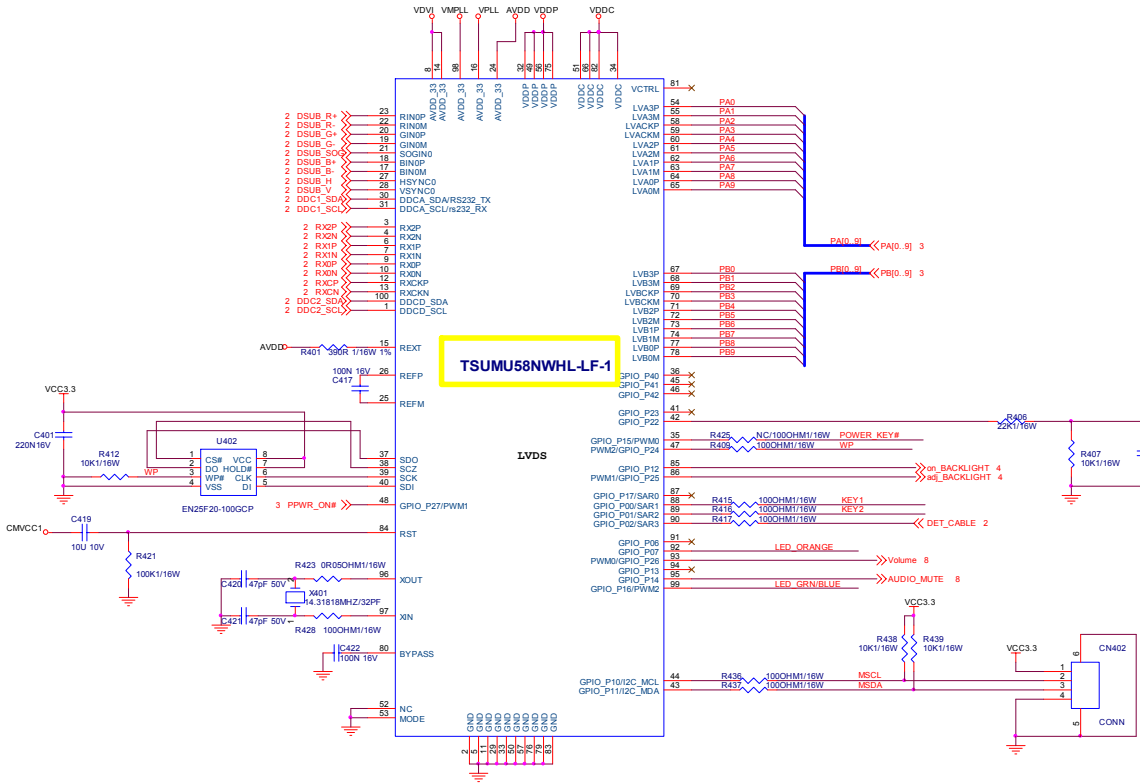 VDVI VMPLL VPLL AVDD VDDP VDDC
8 14 98 16 24 32 49 56 75 51 66 82 34
AVDD_33 AVDD_33 AVDD_33 AVDD_33 AVDD_33 VDDP VDDP VDDP VDDP VDDC VDDC VDDC VDDC
VCTRL 81
2 DSUB_R+ 23 RIN0P
2 DSUB_R- 22 RIN0M
2 DSUB_G+ 20 GIN0P
2 DSUB_G- 19 GIN0M
2 DSUB_SOG 21 SOGIN0
2 DSUB_B+ 18 BIN0P
2 DSUB_B- 17 BIN0M
2 DSUB_H 27 HSYNC0
2 DSUB_V 28 VSYNC0
2 DDC1_SDA 30 DDCA_SDA/RS232_TX
2 DDC1_SCL 31 DDCA_SCL/rs232_RX
LVA3P 54 PA0
LVA3M 55 PA1
LVACKP 58 PA2
LVACKM 59 PA3
LVA2P 60 PA4
LVA2M 61 PA5
LVA1P 62 PA6
LVA1M 63 PA7
LVA0P 64 PA8
LVA0M 65 PA9
PA[0..9] PA[0..9] 3
2 RX2P 3 RX2P
2 RX2N 4 RX2N
2 RX1P 6 RX1P
2 RX1N 7 RX1N
2 RX0P 9 RX0P
2 RX0N 10 RX0N
2 RXCP 12 RXCKP
2 RXCN 13 RXCKN
2 DDC2_SDA 100 DDCD_SDA
2 DDC2_SCL 1 DDCD_SCL
PB[0..9] PB[0..9] 3
LVB3P 67 PB0
LVB3M 68 PB1
LVBCKP 69 PB2
LVBCKM 70 PB3
LVB2P 71 PB4
LVB2M 72 PB5
LVB1P 73 PB6
LVB1M 74 PB7
LVB0P 77 PB8
LVB0M 78 PB9
AVDD 15 REXT
R401 390R 1/16W 1%
TSUMU58NWHL-LF-1
100N 16V
C417
26 REFP
25 REFM
GPIO_P40 36
GPIO_P41 45
GPIO_P42 46
GPIO_P23 41
GPIO_P22 42
R406
22K1/16W
R407
10K1/16W
VCC3.3
C401
220N16V
R412
10K1/16W
WP
U402
1 CS# VCC 8
2 DO HOLD# 7
3 WP# CLK 6
4 VSS DI 5
EN25F20-100GCP
37 SDO
38 SCZ
39 SCK
40 SDI
LVDS
GPIO_P15/PWM0 35 R425 NC/100OHM1/16W POWER_KEY#
PWM2/GPIO_P24 47 R409 100OHM1/16W WP
GPIO_P12 85 on_BACKLIGHT 4
PWM1/GPIO_P25 86 adj_BACKLIGHT 4
3 PPWR_ON# 48 GPIO_P27/PWM1
GPIO_P17/SAR0 87
GPIO_P00/SAR1 88 R415 100OHM1/16W KEY1
GPIO_P01/SAR2 89 R416 100OHM1/16W KEY2
GPIO_P02/SAR3 90 R417 100OHM1/16W DET_CABLE 2
CMVCC1
C419
10U 10V
84 RST
R421
100K1/16W
GPIO_P06 91
GPIO_P07 92 LED_ORANGE
PWM0/GPIO_P26 93 Volume 8
GPIO_P13 94
GPIO_P14 95 AUDIO_MUTE 8
GPIO_P16/PWM2 99 LED_GRN/BLUE
R423 0R05OHM1/16W
96 XOUT
C420 47pF 50V 2
X401
14.31818MHZ/32PF
C421 47pF 50V 1
97 XIN
R428 100OHM1/16W
C422
100N 16V
80 BYPASS
VCC3.3
R438
10K1/16W
R439
10K1/16W
VCC3.3
CN402
6
1
2
3
4
5
CONN
GPIO_P10/I2C_MCL 44 R436 100OHM1/16W MSCL
GPIO_P11/I2C_MDA 43 R437 100OHM1/16W MSDA
52 NC
53 MODE
GND GND GND GND GND GND GND GND GND GND
2 5 11 29 33 50 57 76 79 83